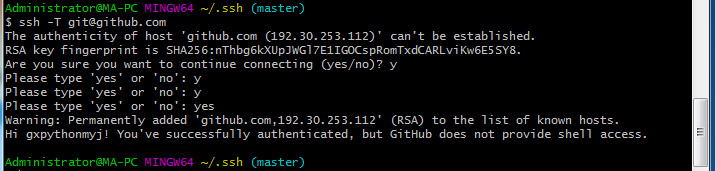 Administrator@MA-PC MINGW64 ~/.ssh (master)
$ ssh -T git@github.com
The authenticity of host 'github.com (192.30.253.112)' can't be established.
RSA key fingerprint is SHA256:nThbg6kXUpJWGl7E1IGOCspRomTxdCARLviKw6E5SY8.
Are you sure you want to continue connecting (yes/no)? y
Please type 'yes' or 'no': y
Please type 'yes' or 'no': y
Please type 'yes' or 'no': yes
Warning: Permanently added 'github.com,192.30.253.112' (RSA) to the list of known hosts.
Hi gxpythonmyj! You've successfully authenticated, but GitHub does not provide shell access.
Administrator@MA-PC MINGW64 ~/.ssh (master)